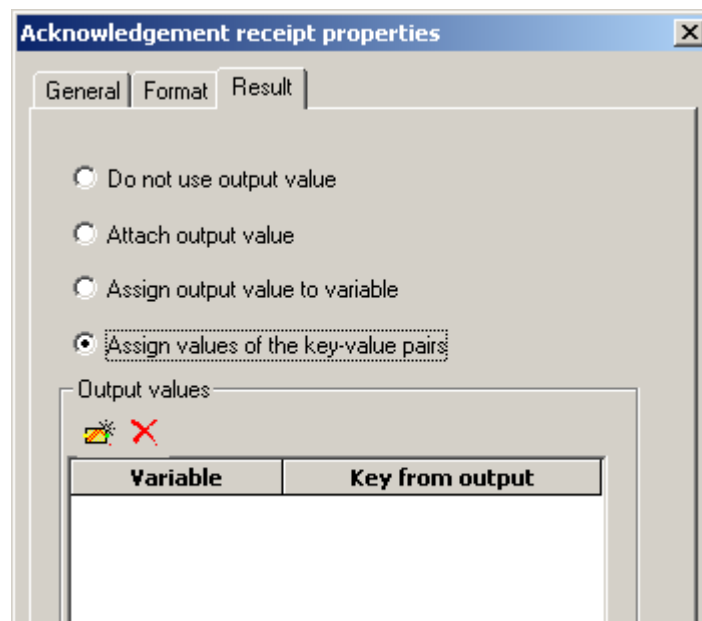 Acknowledgement receipt properties
General Format Result
Do not use output value
Attach output value
Assign output value to variable
Assign values of the key-value pairs
Output values
Variable Key from output